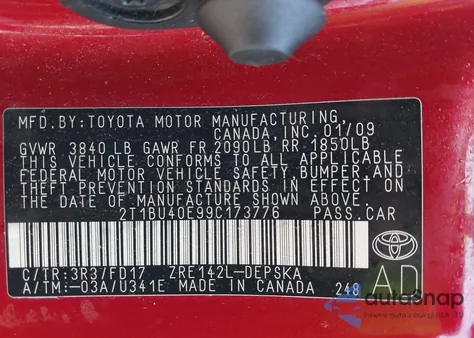 MFD.BY:TOYOTA MOTOR MANUFACTURING,
CANADA, INC. 01/09
GVWR 3840LB GAWR FR 2090LB RR 1850LB
THIS VEHICLE CONFORMS TO ALL APPLICABLE
FEDERAL MOTOR VEHICLE SAFETY, BUMPER, AND
THEFT PREVENTION STANDARDS IN EFFECT ON
THE DATE OF MANUFACTURE SHOWN ABOVE.
2T1BU40E99C173776 PASS.CAR
C/TR:3R3/FD17 ZRE142L-DEPSKA
A/TM:-03A/U341E MADE IN CANADA 248
AD
autoSnap